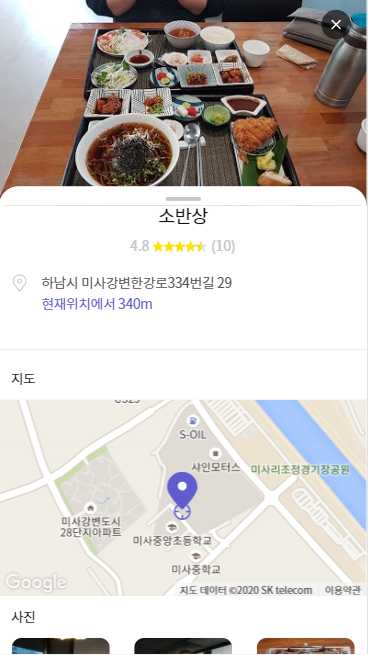 소반상
4.8 (10)
하남시 미사강변한강로334번길 29
현재위치에서 340m
지도
S-OIL
샤인모터스
미사리조정경기장공원
미사강변도시
28단지아파트
미사중앙초등학교
미사중학교
Google
지도 데이터 ©2020 SK telecom 이용약관
사진